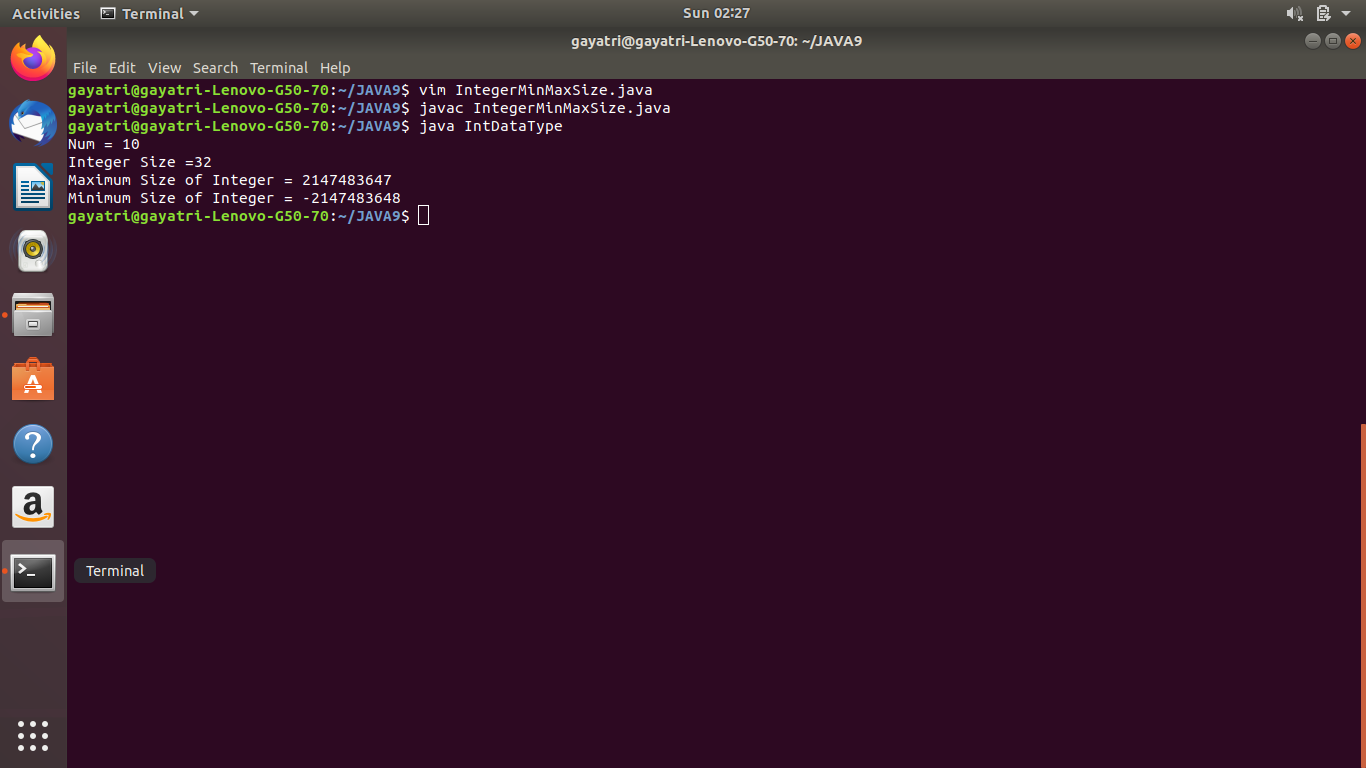 Activities Terminal Sun 02:27
gayatri@gayatri-Lenovo-G50-70: ~/JAVA9
File Edit View Search Terminal Help
gayatri@gayatri-Lenovo-G50-70:~/JAVA9$ vim IntegerMinMaxSize.java
gayatri@gayatri-Lenovo-G50-70:~/JAVA9$ javac IntegerMinMaxSize.java
gayatri@gayatri-Lenovo-G50-70:~/JAVA9$ java IntDataType
Num = 10
Integer Size =32
Maximum Size of Integer = 2147483647
Minimum Size of Integer = -2147483648
gayatri@gayatri-Lenovo-G50-70:~/JAVA9$
Terminal